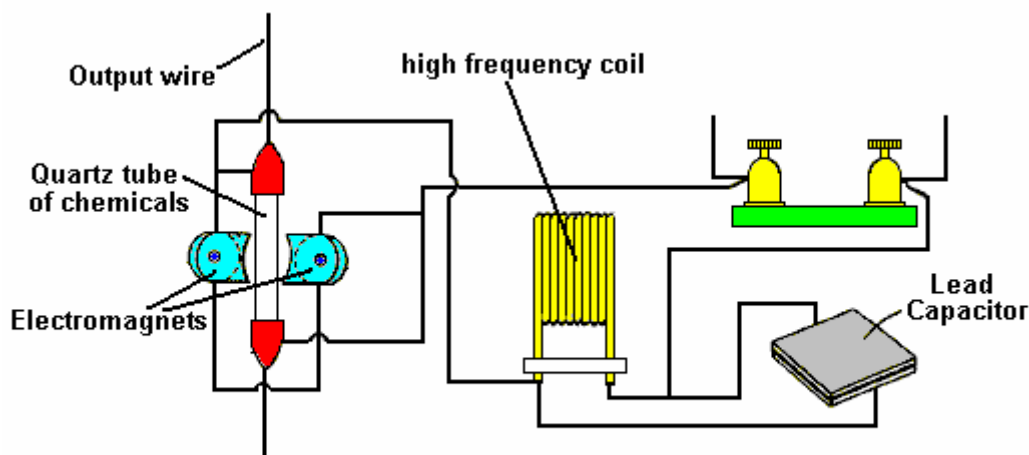 Output wire
high frequency coil
Quartz tube
of chemicals
Electromagnets
Lead
Capacitor